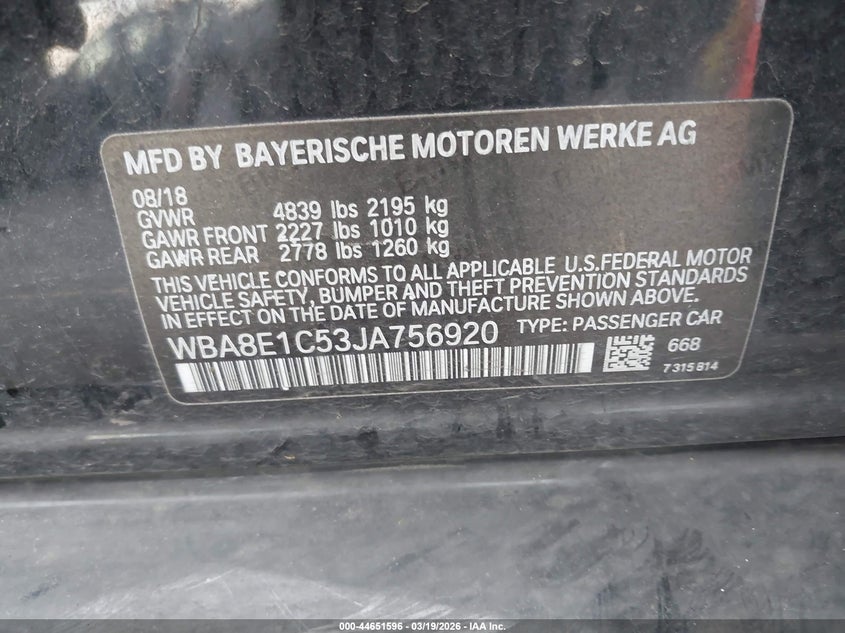 MFD BY BAYERISCHE MOTOREN WERKE AG
08/18
GVWR 4839 lbs 2195 kg
GAWR FRONT 2227 lbs 1010 kg
GAWR REAR 2778 lbs 1260 kg
THIS VEHICLE CONFORMS TO ALL APPLICABLE U.S.FEDERAL MOTOR
VEHICLE SAFETY, BUMPER AND THEFT PREVENTION STANDARDS
IN EFFECT ON THE DATE OF MANUFACTURE SHOWN ABOVE.
WBA8E1C53JA756920 TYPE: PASSENGER CAR
668
7315814
000-44651596 - 03/19/2026 - IAA Inc.